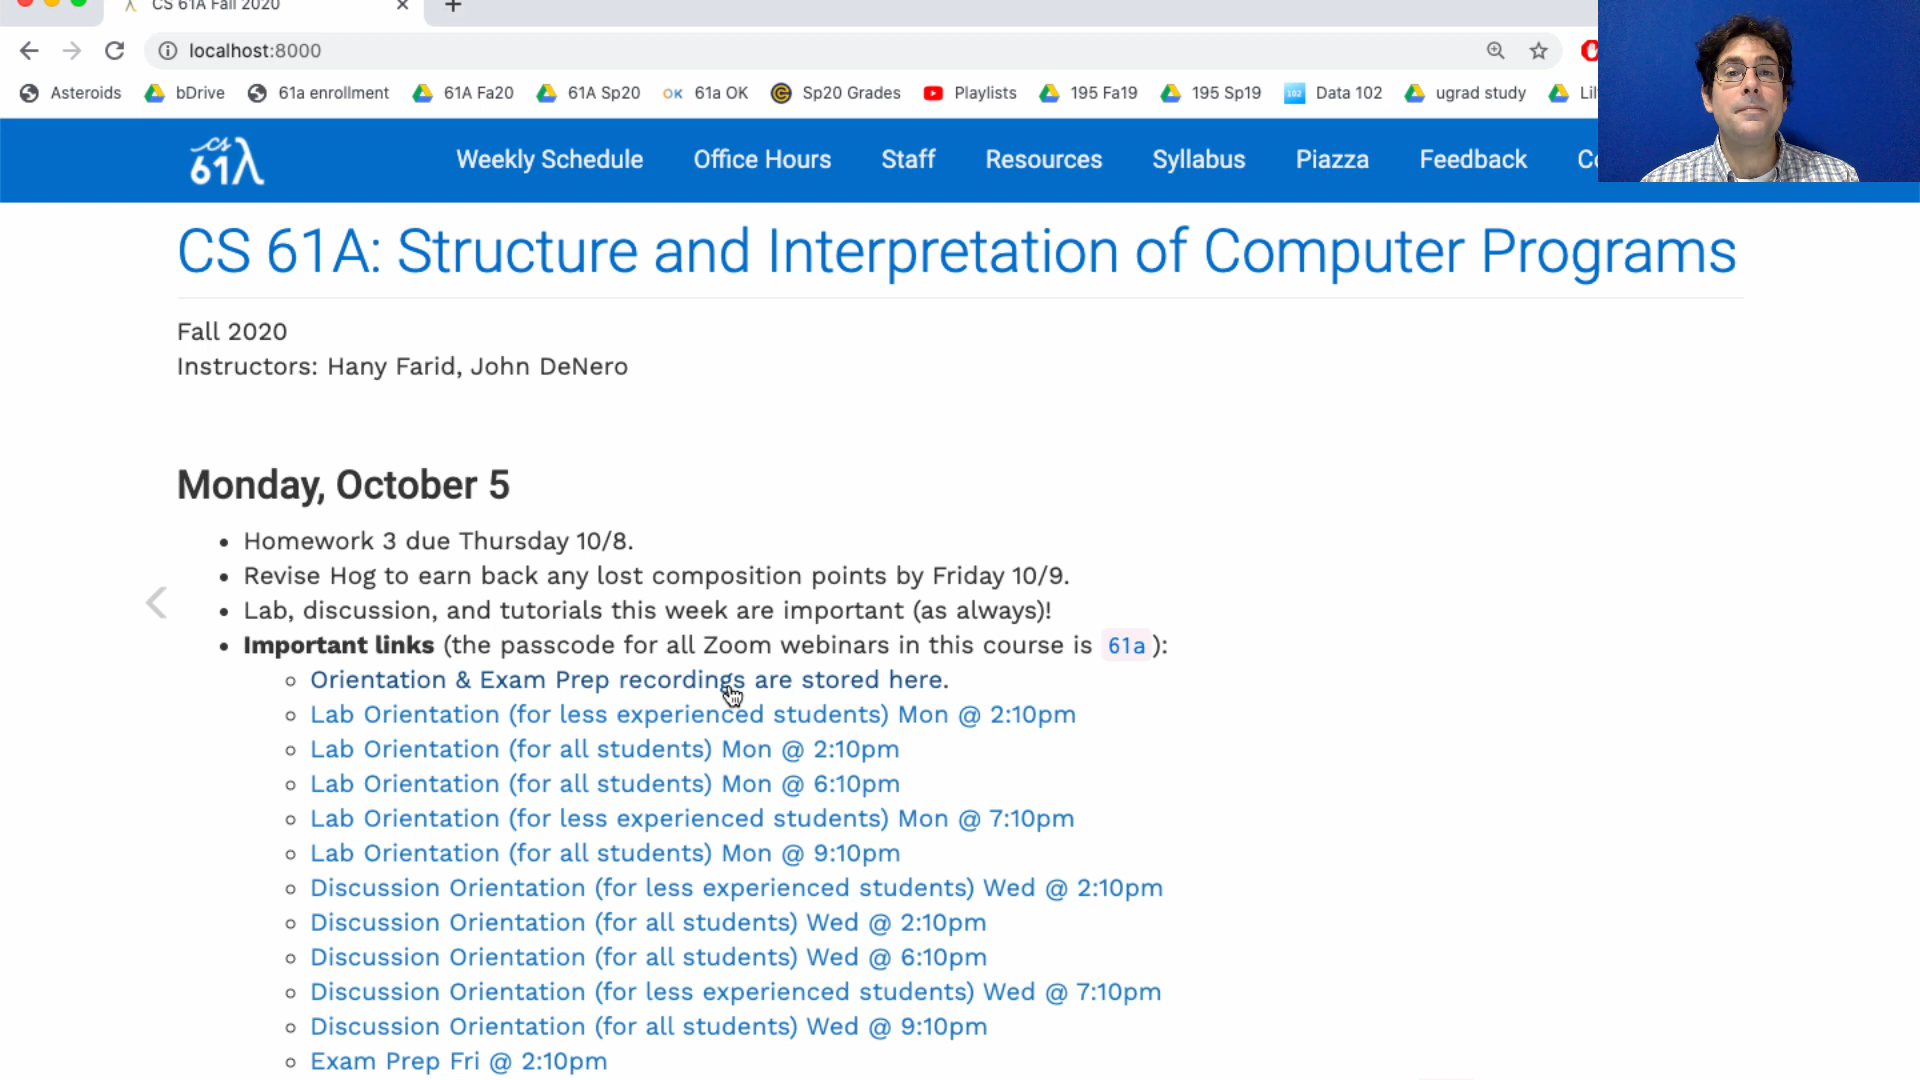 CS 61A Fall 2020
localhost:8000
Asteroids bDrive 61a enrollment 61A Fa20 61A Sp20 OK 61a OK Sp20 Grades Playlists 195 Fa19 195 Sp19 102 Data 102 ugrad study
cs 61λ Weekly Schedule Office Hours Staff Resources Syllabus Piazza Feedback
CS 61A: Structure and Interpretation of Computer Programs
Fall 2020
Instructors: Hany Farid, John DeNero
Monday, October 5
Homework 3 due Thursday 10/8.
Revise Hog to earn back any lost composition points by Friday 10/9.
Lab, discussion, and tutorials this week are important (as always)!
Important links (the passcode for all Zoom webinars in this course is 61a):
Orientation & Exam Prep recordings are stored here.
Lab Orientation (for less experienced students) Mon @ 2:10pm
Lab Orientation (for all students) Mon @ 2:10pm
Lab Orientation (for all students) Mon @ 6:10pm
Lab Orientation (for less experienced students) Mon @ 7:10pm
Lab Orientation (for all students) Mon @ 9:10pm
Discussion Orientation (for less experienced students) Wed @ 2:10pm
Discussion Orientation (for all students) Wed @ 2:10pm
Discussion Orientation (for all students) Wed @ 6:10pm
Discussion Orientation (for less experienced students) Wed @ 7:10pm
Discussion Orientation (for all students) Wed @ 9:10pm
Exam Prep Fri @ 2:10pm